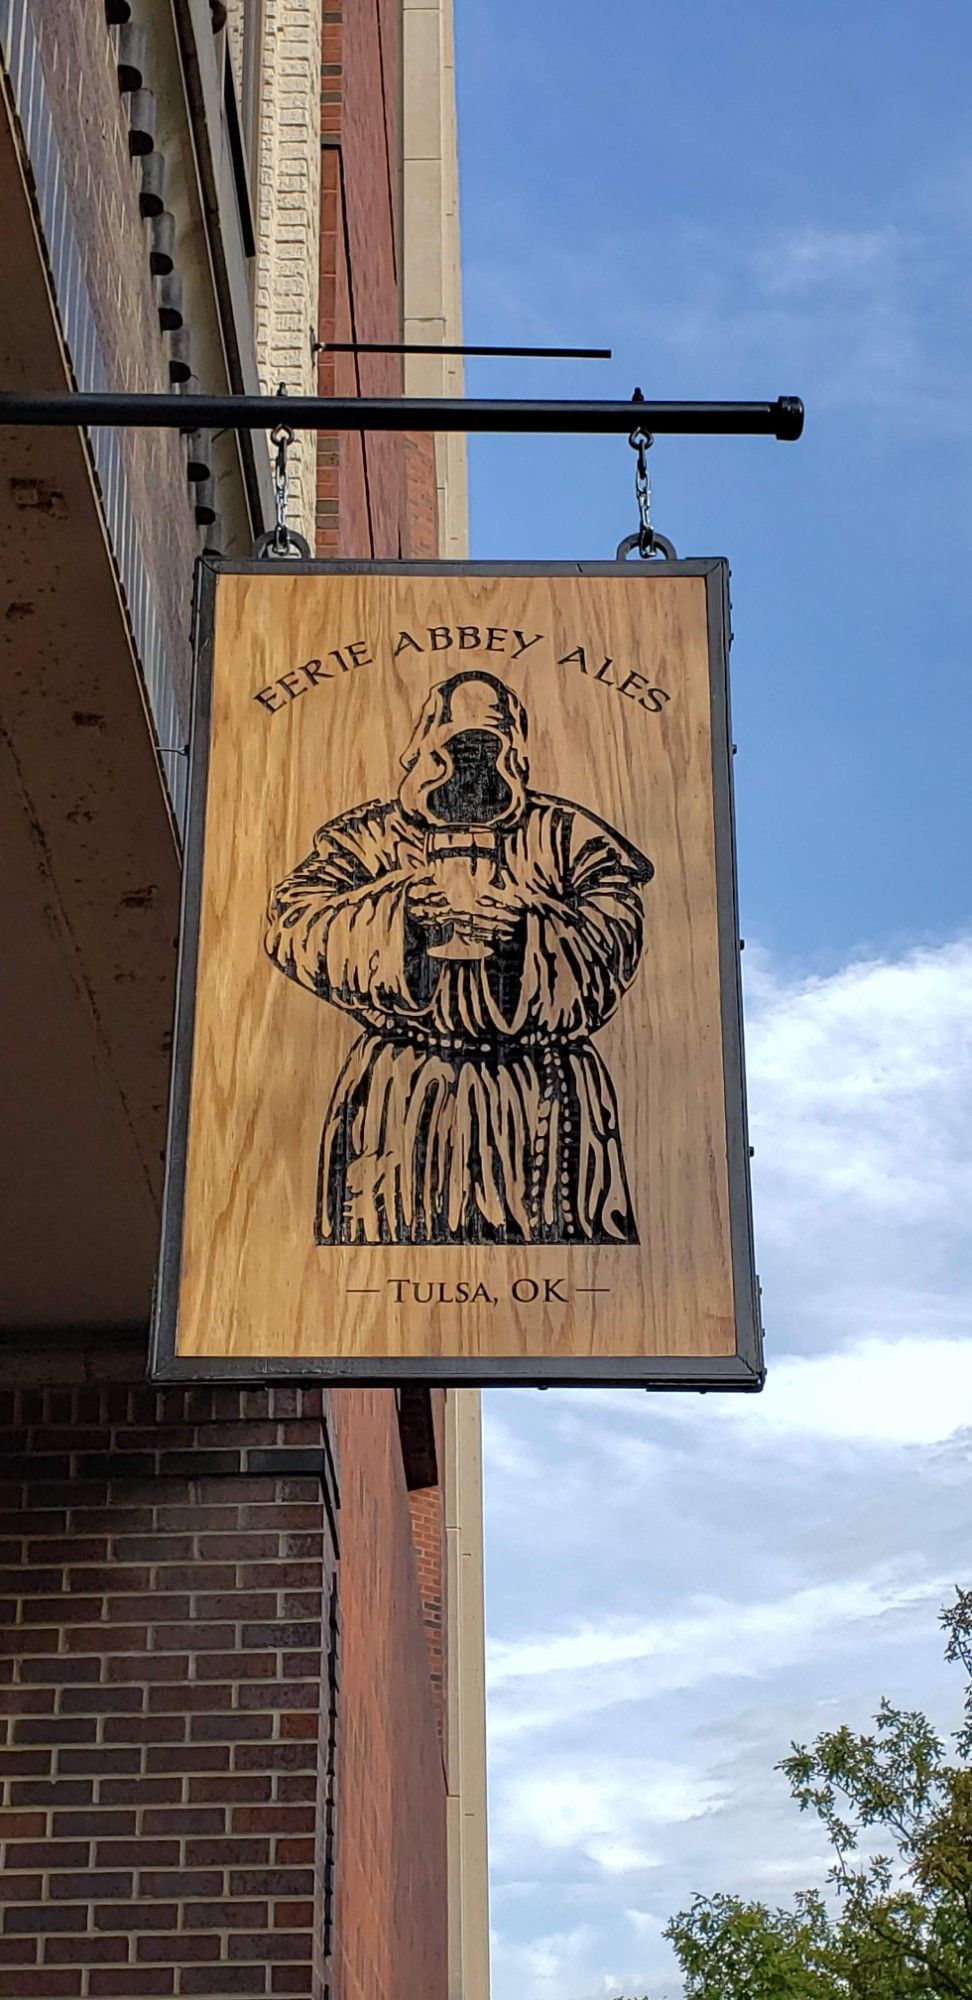 EERIE ABBEY ALES
— TULSA, OK —